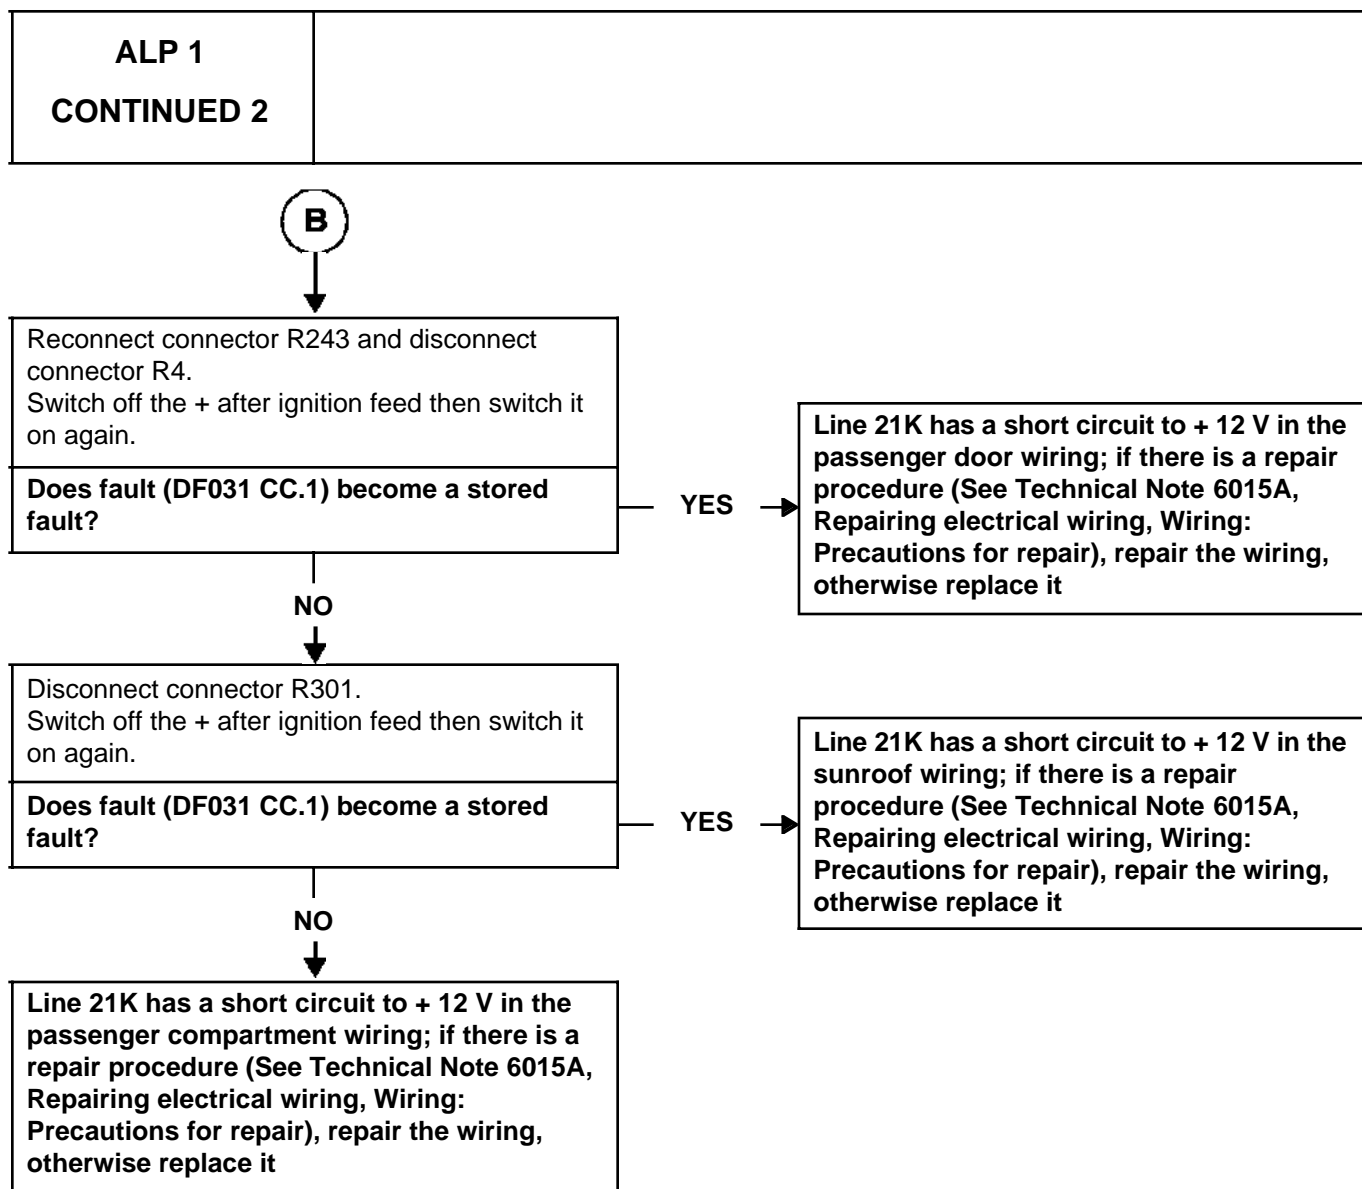 ALP 1
CONTINUED 2
B
Reconnect connector R243 and disconnect
connector R4.
Switch off the + after ignition feed then switch it
on again.
Does fault (DF031 CC.1) become a stored
fault?
YES
Line 21K has a short circuit to + 12 V in the
passenger door wiring; if there is a repair
procedure (See Technical Note 6015A,
Repairing electrical wiring, Wiring:
Precautions for repair), repair the wiring,
otherwise replace it
NO
Disconnect connector R301.
Switch off the + after ignition feed then switch it
on again.
Does fault (DF031 CC.1) become a stored
fault?
YES
Line 21K has a short circuit to + 12 V in the
sunroof wiring; if there is a repair
procedure (See Technical Note 6015A,
Repairing electrical wiring, Wiring:
Precautions for repair), repair the wiring,
otherwise replace it
NO
Line 21K has a short circuit to + 12 V in the
passenger compartment wiring; if there is a
repair procedure (See Technical Note 6015A,
Repairing electrical wiring, Wiring:
Precautions for repair), repair the wiring,
otherwise replace it